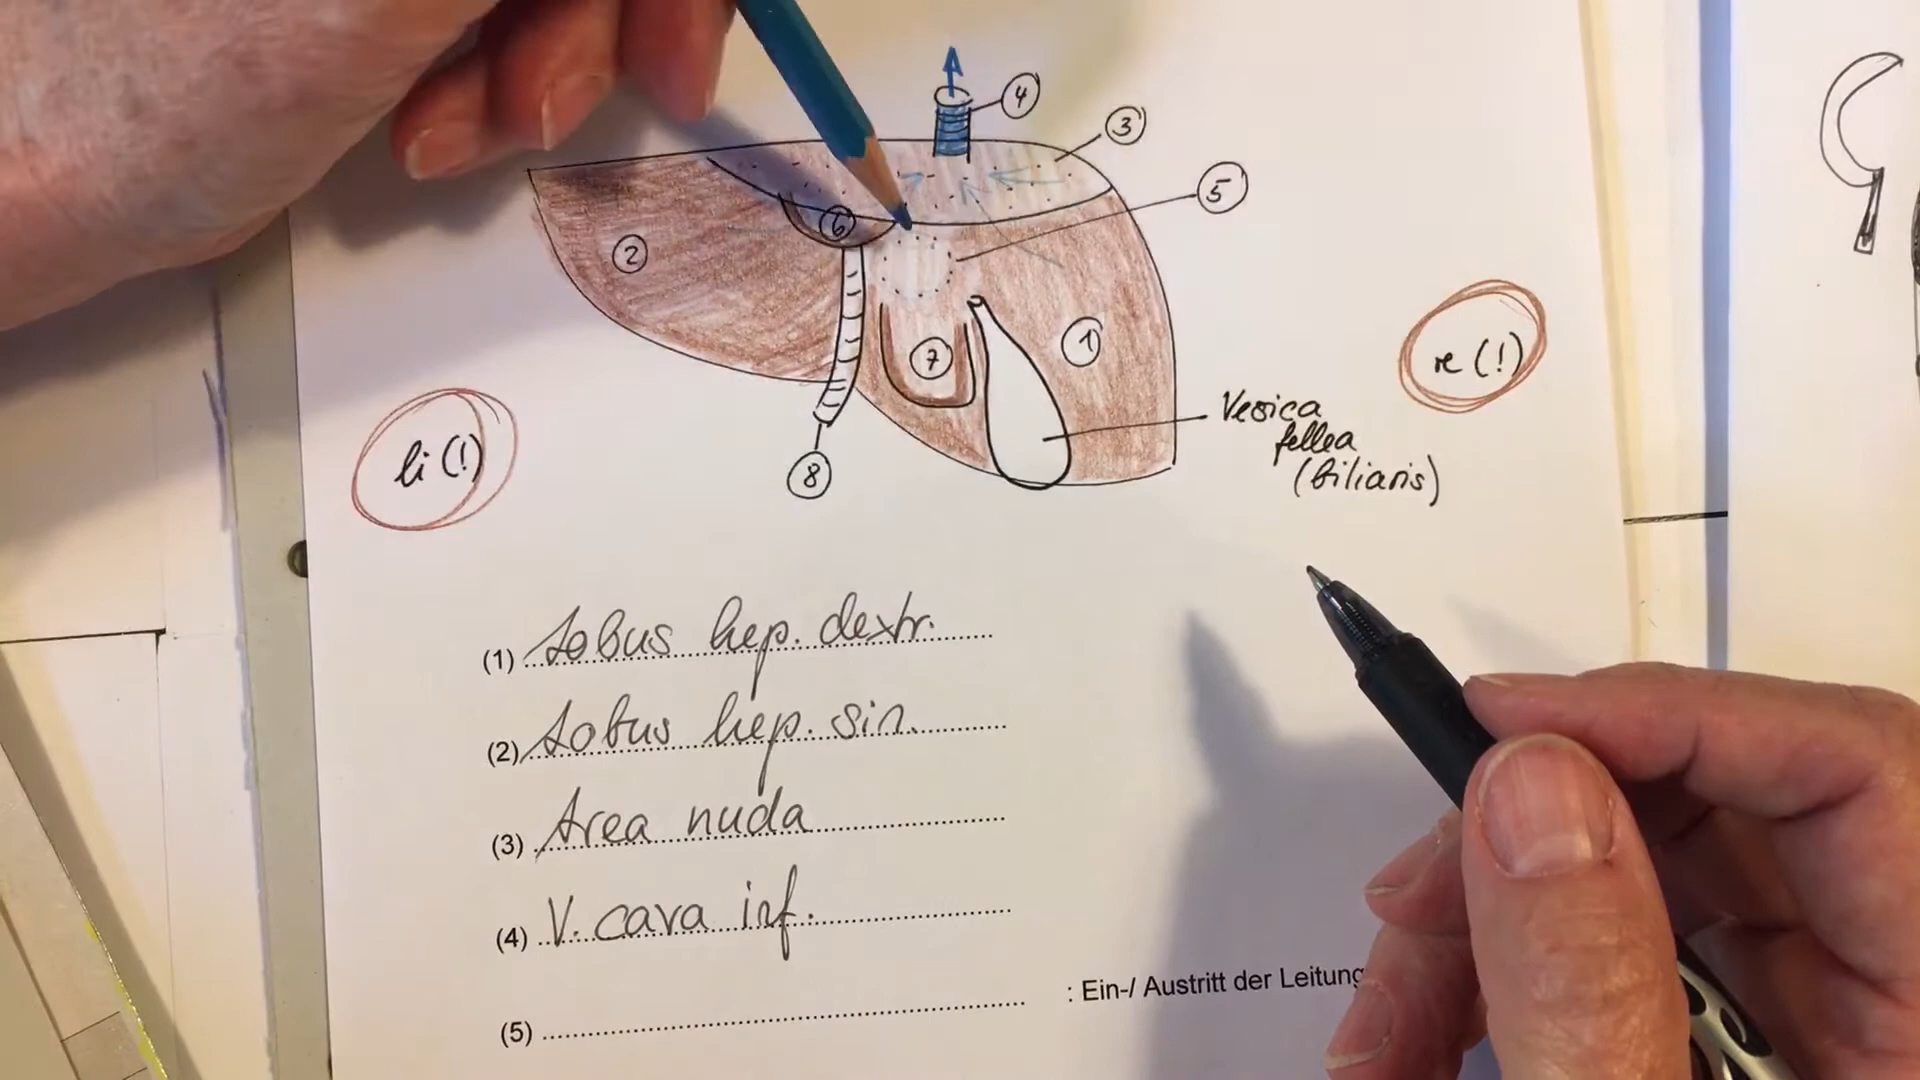 4
3
5
6
2
7
1
re (!)
Vesica
fellea
(biliaris)
li (!)
8
(1) Lobus hep. dextr.
(2) Lobus hep. sin.
(3) Area nuda
(4) V. cava inf.
(5) : Ein-/ Austritt der Leitung